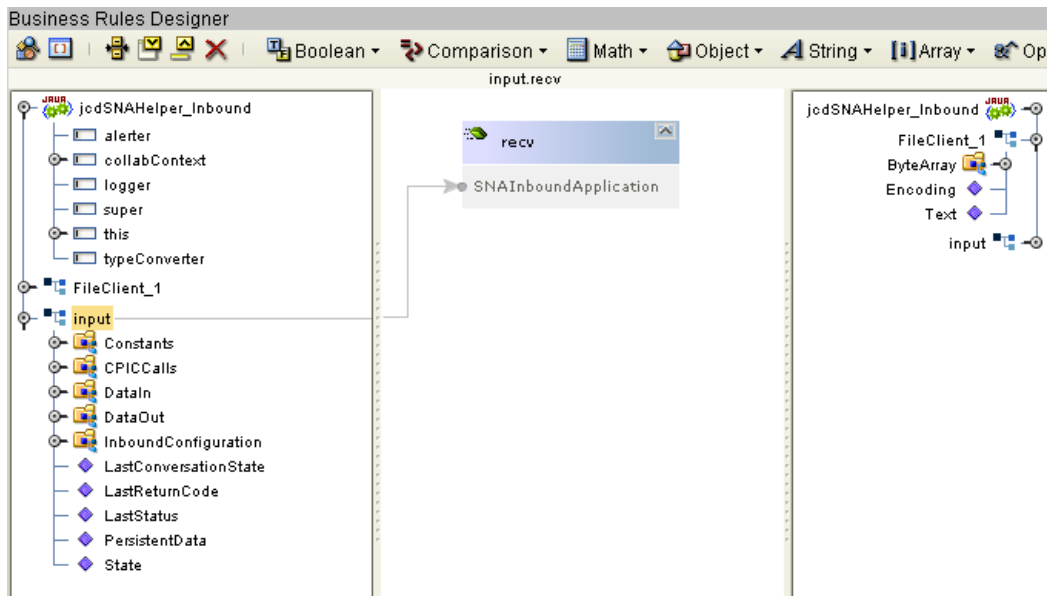 Business Rules Designer
Boolean Comparison Math Object String Array Op
input.recv
jcdSNAHelper_Inbound
alerter
collabContext
logger
super
this
typeConverter
FileClient_1
input
Constants
CPICCalls
DataIn
DataOut
InboundConfiguration
LastConversationState
LastReturnCode
LastStatus
PersistentData
State
recv
SNAInboundApplication
jcdSNAHelper_Inbound
FileClient_1
ByteArray
Encoding
Text
input